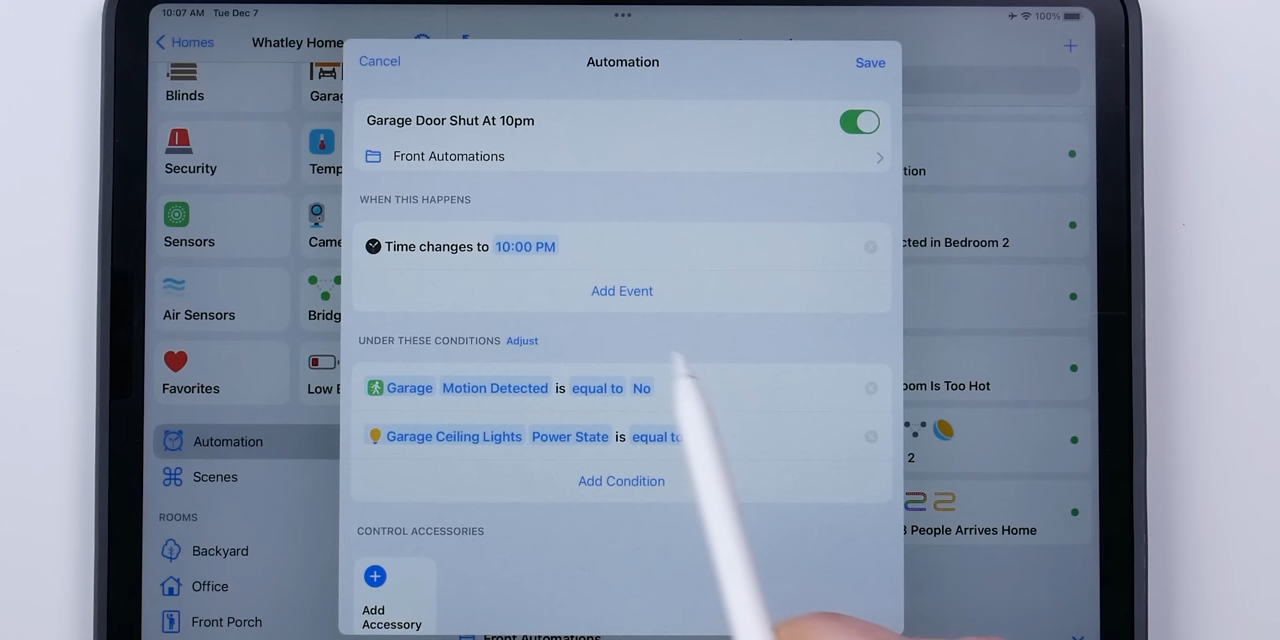 10:07 AM Tue Dec 7
100%
Homes
Whatley Home
Blinds
Security
Sensors
Air Sensors
Favorites
Automation
Scenes
ROOMS
Backyard
Office
Front Porch
Cancel
Automation
Save
Garage Door Shut At 10pm
Front Automations
WHEN THIS HAPPENS
Time changes to 10:00 PM
Add Event
UNDER THESE CONDITIONS Adjust
Garage Motion Detected is equal to No
Garage Ceiling Lights Power State is equal to
Add Condition
CONTROL ACCESSORIES
Add
Accessory
Front Automations
in Bedroom 2
Is Too Hot
2
People Arrives Home